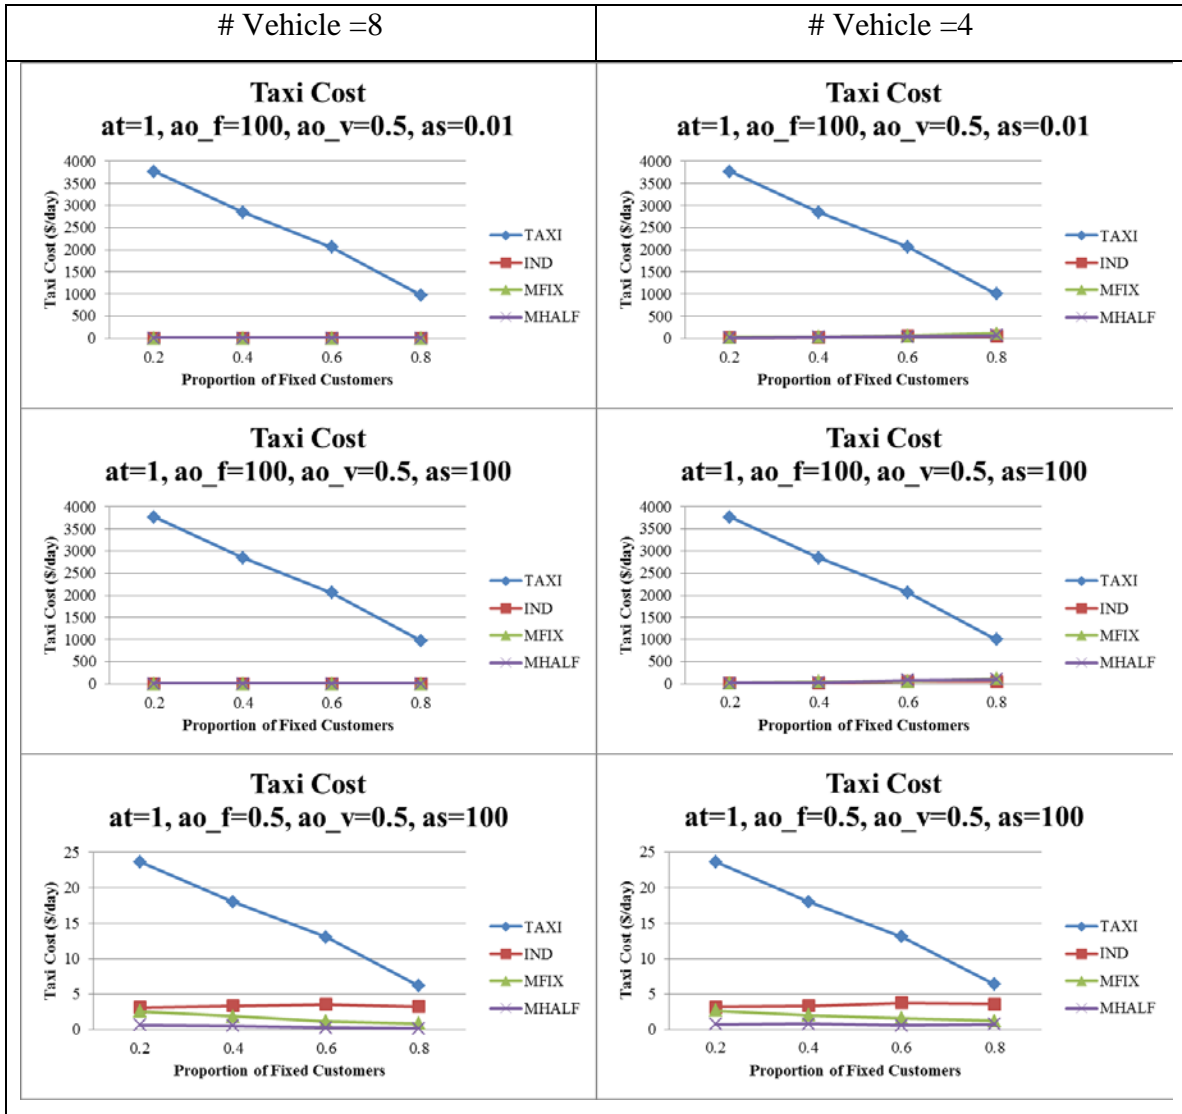 # Vehicle =8
# Vehicle =4
Taxi Cost
at=1, ao_f=100, ao_v=0.5, as=0.01
Taxi Cost ($/day)
4000
3500
3000
2500
2000
1500
1000
500
0
0.2 0.4 0.6 0.8
Proportion of Fixed Customers
TAXI
IND
MFIX
MHALF
Taxi Cost
at=1, ao_f=100, ao_v=0.5, as=0.01
Taxi Cost ($/day)
4000
3500
3000
2500
2000
1500
1000
500
0
0.2 0.4 0.6 0.8
Proportion of Fixed Customers
TAXI
IND
MFIX
MHALF
Taxi Cost
at=1, ao_f=100, ao_v=0.5, as=100
Taxi Cost ($/day)
4000
3500
3000
2500
2000
1500
1000
500
0
0.2 0.4 0.6 0.8
Proportion of Fixed Customers
TAXI
IND
MFIX
MHALF
Taxi Cost
at=1, ao_f=100, ao_v=0.5, as=100
Taxi Cost ($/day)
4000
3500
3000
2500
2000
1500
1000
500
0
0.2 0.4 0.6 0.8
Proportion of Fixed Customers
TAXI
IND
MFIX
MHALF
Taxi Cost
at=1, ao_f=0.5, ao_v=0.5, as=100
Taxi Cost ($/day)
25
20
15
10
5
0
0.2 0.4 0.6 0.8
Proportion of Fixed Customers
TAXI
IND
MFIX
MHALF
Taxi Cost
at=1, ao_f=0.5, ao_v=0.5, as=100
Taxi Cost ($/day)
25
20
15
10
5
0
0.2 0.4 0.6 0.8
Proportion of Fixed Customers
TAXI
IND
MFIX
MHALF